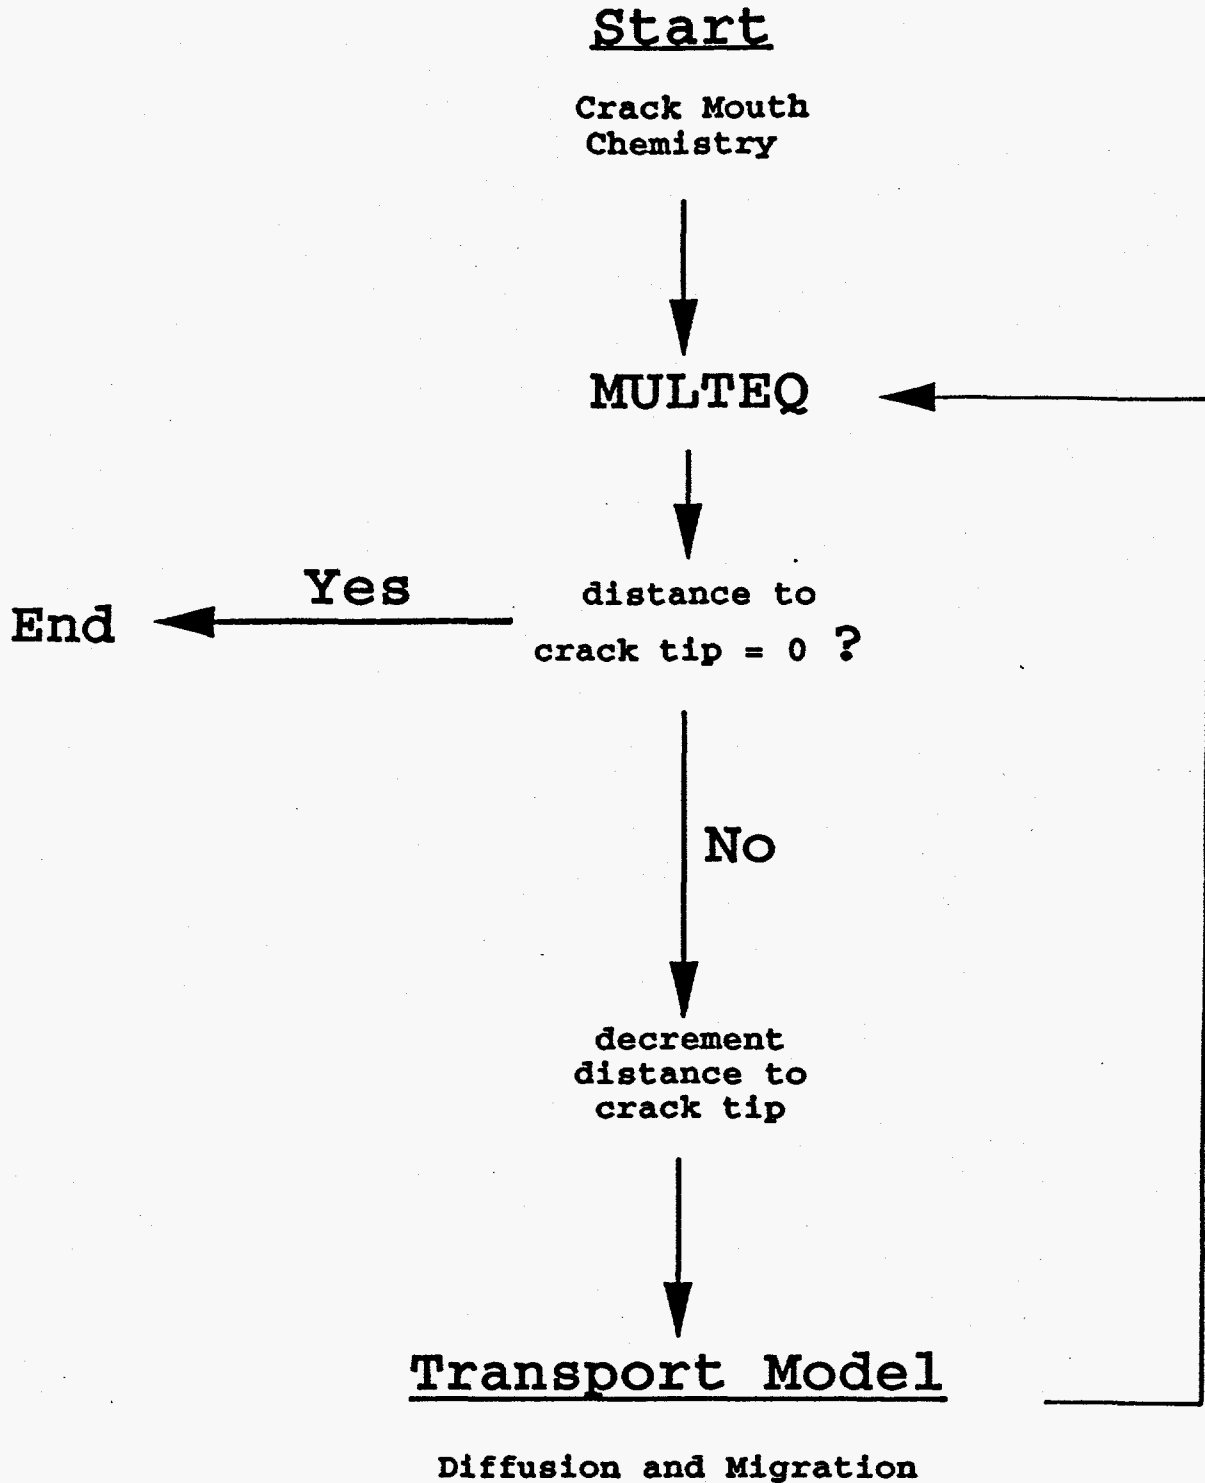 Start
Crack Mouth
Chemistry
MULTEQ
Yes
End
distance to
crack tip = 0 ?
No
decrement
distance to
crack tip
Transport Model
Diffusion and Migration